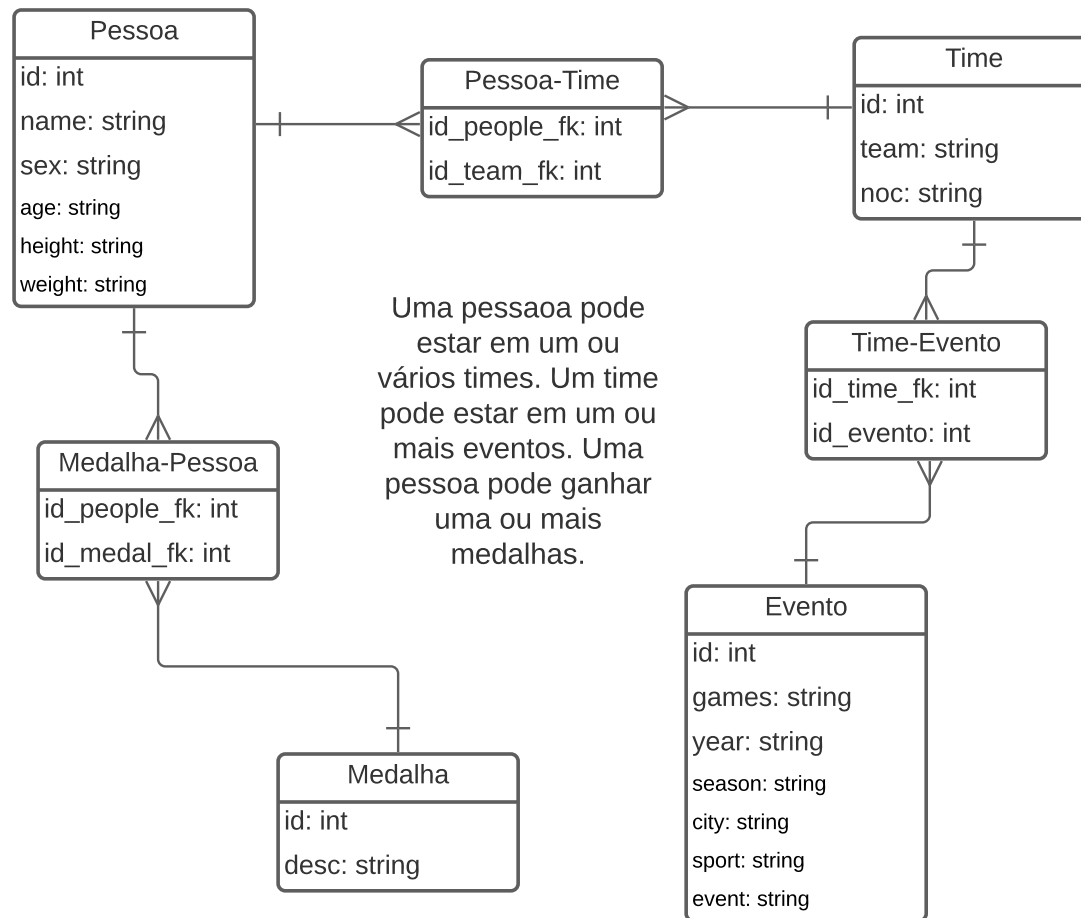 Pessoa
id: int
name: string
sex: string
age: string
height: string
weight: string
Pessoa-Time
id_people_fk: int
id_team_fk: int
Time
id: int
team: string
noc: string
Uma pessaoa pode
estar em um ou
vários times. Um time
pode estar em um ou
mais eventos. Uma
pessoa pode ganhar
uma ou mais
medalhas.
Time-Evento
id_time_fk: int
id_evento: int
Medalha-Pessoa
id_people_fk: int
id_medal_fk: int
Evento
id: int
games: string
year: string
season: string
city: string
sport: string
event: string
Medalha
id: int
desc: string